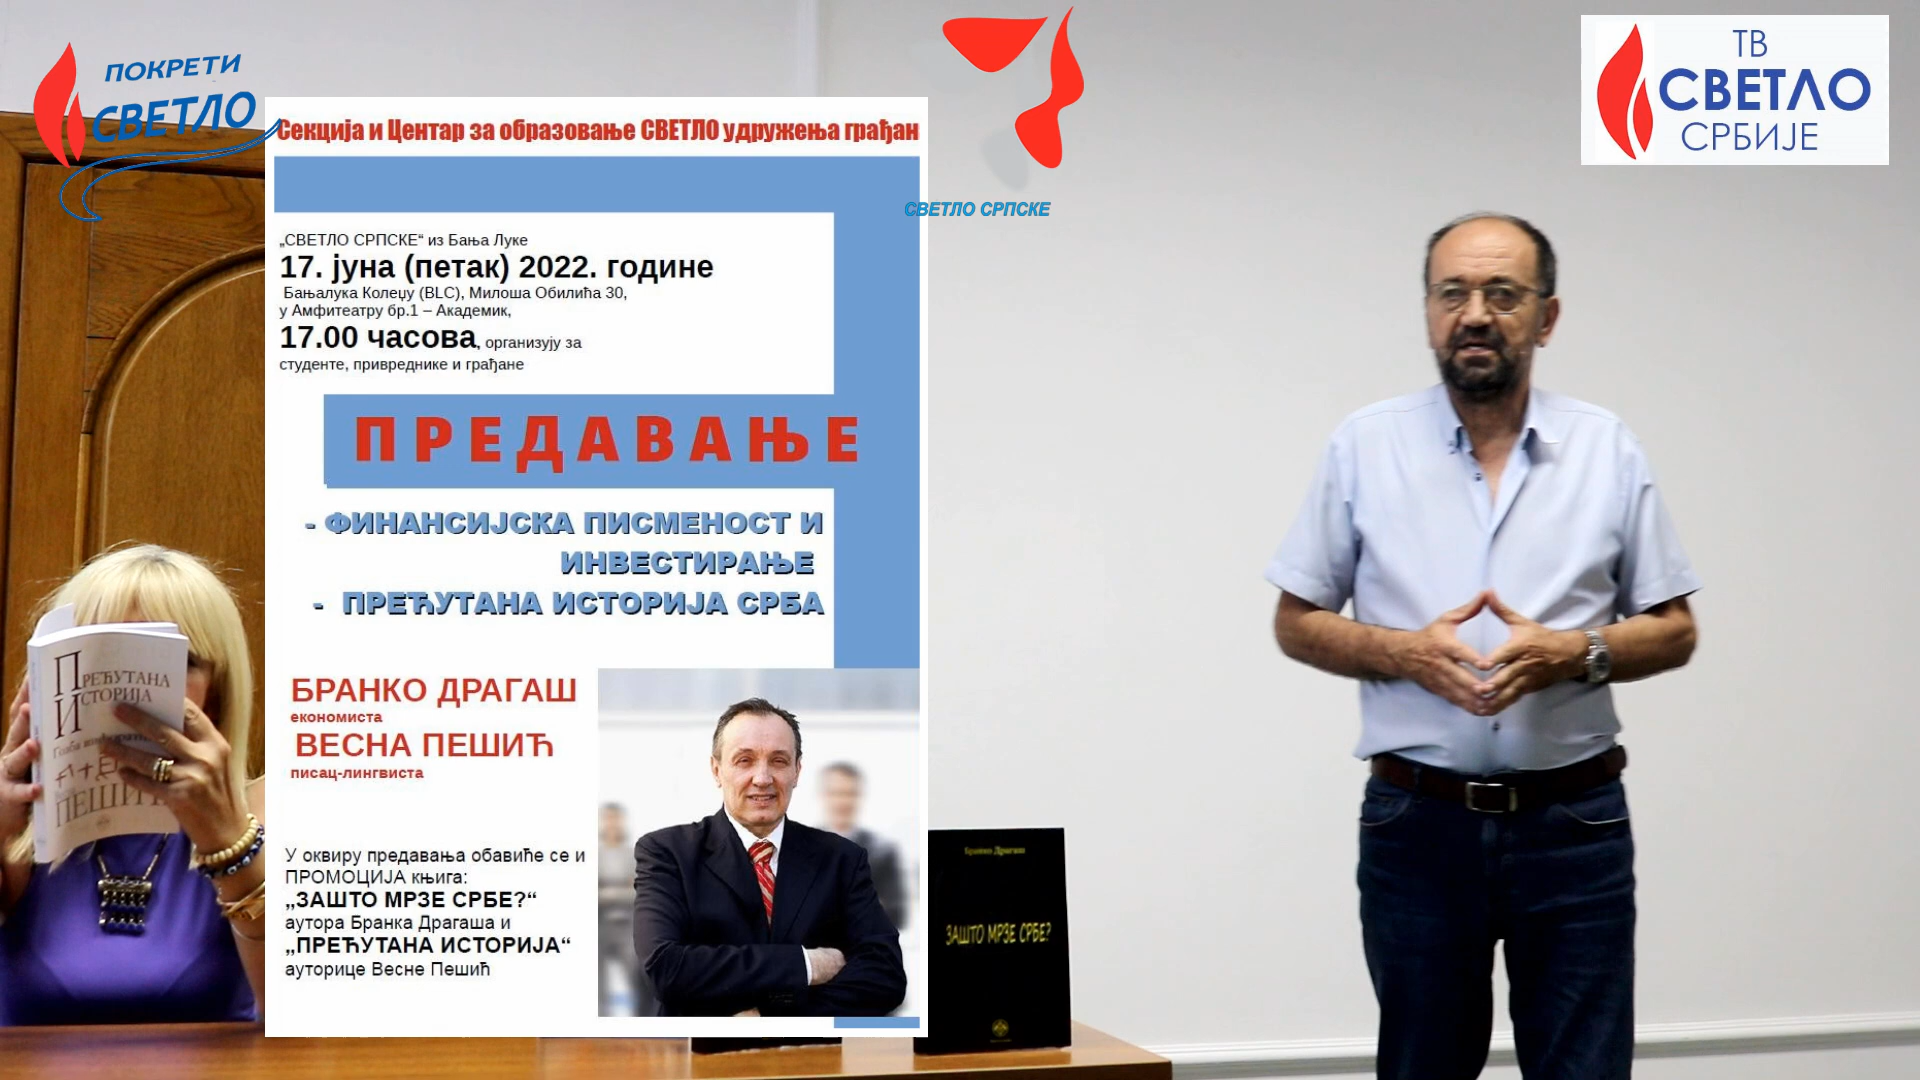 ПОКРЕТИ
СВЕТЛО
СВЕТЛО СРПСКЕ
ТВ
СВЕТЛО
СРБИЈЕ
Секција и Центар за образовање СВЕТЛО удружења грађан
„СВЕТЛО СРПСКЕ“ из Бања Луке
17. јуна (петак) 2022. године
Бањалука Колеџу (BLC), Милоша Обилића 30,
у Амфитеатру бр.1 – Академик,
17.00 часова, организују за
студенте, привреднике и грађане
ПРЕДАВАЊЕ
- ФИНАНСИЈСКА ПИСМЕНОСТ И
ИНВЕСТИРАЊЕ
- ПРЕЋУТАНА ИСТОРИЈА СРБА
БРАНКО ДРАГАШ
економиста
ВЕСНА ПЕШИЋ
писац-лингвиста
У оквиру предавања обавиће се и
ПРОМОЦИЈА књига:
„ЗАШТО МРЗЕ СРБЕ?“
аутора Бранка Драгаша и
„ПРЕЋУТАНА ИСТОРИЈА“
ауторице Весне Пешић
ПРЕЋУТАНА
ИСТОРИЈА
Бранко Драгаш
ЗАШТО МРЗЕ СРБЕ?